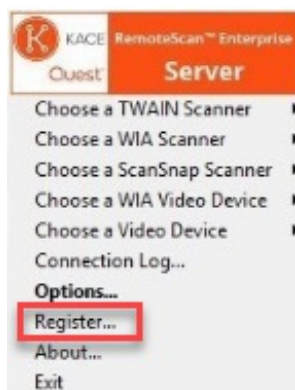 KACE
Quest
RemoteScan™ Enterprise
Server
Choose a TWAIN Scanner
Choose a WIA Scanner
Choose a ScanSnap Scanner
Choose a WIA Video Device
Choose a Video Device
Connection Log...
Options...
Register...
About...
Exit